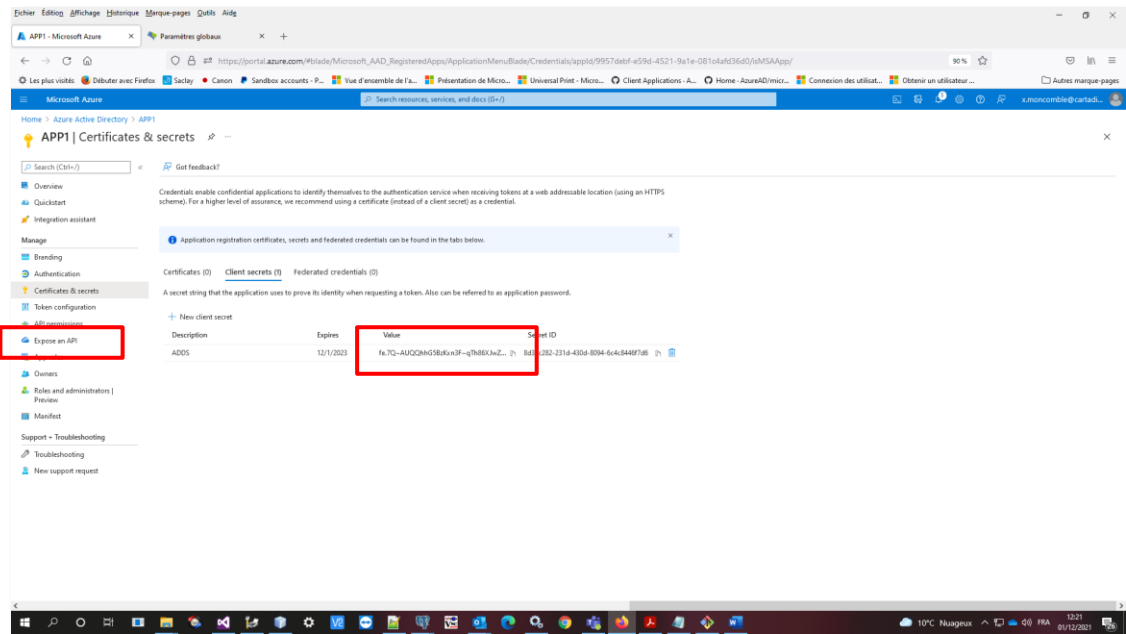 Fichier Édition Affichage Historique Marque-pages Outils Aide
APP1 - Microsoft Azure
Paramètres globaux
https://portal.azure.com/#blade/Microsoft_AAD_RegisteredApps/ApplicationMenuBlade/Credentials/appId/9957debf-e59d-4521-9a1e-081c4afd36d0/isMSAApp/ 90 %
Les plus visités Débuter avec Firefox Saclay Canon Sandbox accounts - P... Vue d'ensemble de l'a... Présentation de Micro... Universal Print - Micro... Client Applications · A... Home · AzureAD/micr... Connexion des utilisat... Obtenir un utilisateur ... Autres marque-pages
Microsoft Azure
Search resources, services, and docs (G+/)
x.moncomble@cartadi...
Home > Azure Active Directory > APP1
APP1 | Certificates & secrets
Search (Ctrl+/)
Got feedback?
Overview
Quickstart
Integration assistant
Manage
Branding
Authentication
Certificates & secrets
Token configuration
API permissions
Expose an API
Owners
Roles and administrators |
Preview
Manifest
Support + Troubleshooting
Troubleshooting
New support request
Credentials enable confidential applications to identify themselves to the authentication service when receiving tokens at a web addressable location (using an HTTPS
scheme). For a higher level of assurance, we recommend using a certificate (instead of a client secret) as a credential.
Application registration certificates, secrets and federated credentials can be found in the tabs below.
Certificates (0) Client secrets (1) Federated credentials (0)
A secret string that the application uses to prove its identity when requesting a token. Also can be referred to as application password.
New client secret
Description Expires Value Secret ID
ADDS 12/1/2023
10°C Nuageux FRA
12:21
01/12/2021